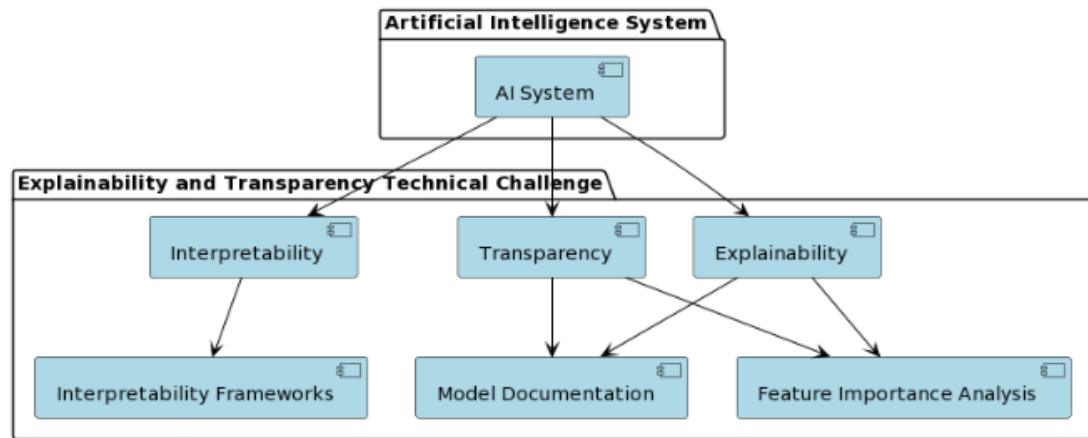 Artificial Intelligence System
AI System
Explainability and Transparency Technical Challenge
Interpretability
Transparency
Explainability
Interpretability Frameworks
Model Documentation
Feature Importance Analysis